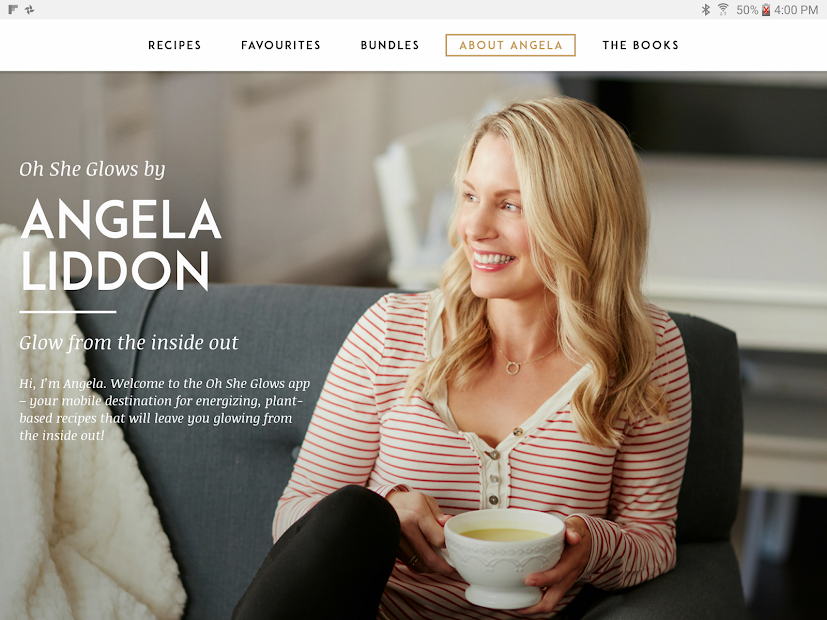 50% 4:00 PM
RECIPES FAVOURITES BUNDLES ABOUT ANGELA THE BOOKS
Oh She Glows by
ANGELA
LIDDON
Glow from the inside out
Hi, I'm Angela. Welcome to the Oh She Glows app
– your mobile destination for energizing, plant-
based recipes that will leave you glowing from
the inside out!